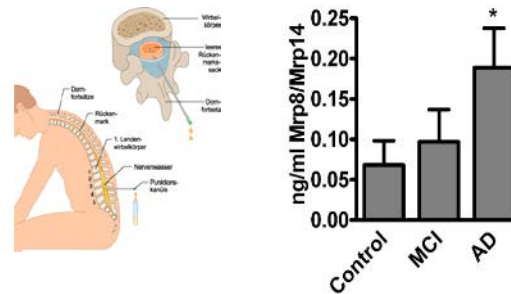 Wirbel-
körper
leerer
Rücken-
marks-
sack
Dorn-
fortsatz
Dorn-
fortsätze
Rücken-
mark
1. Lenden-
wirbelkörper
Nervenwasser
Punktions-
kanüle
ng/ml Mrp8/Mrp14
0.25
0.20
0.15
0.10
0.05
0.00
*
Control
MCI
AD